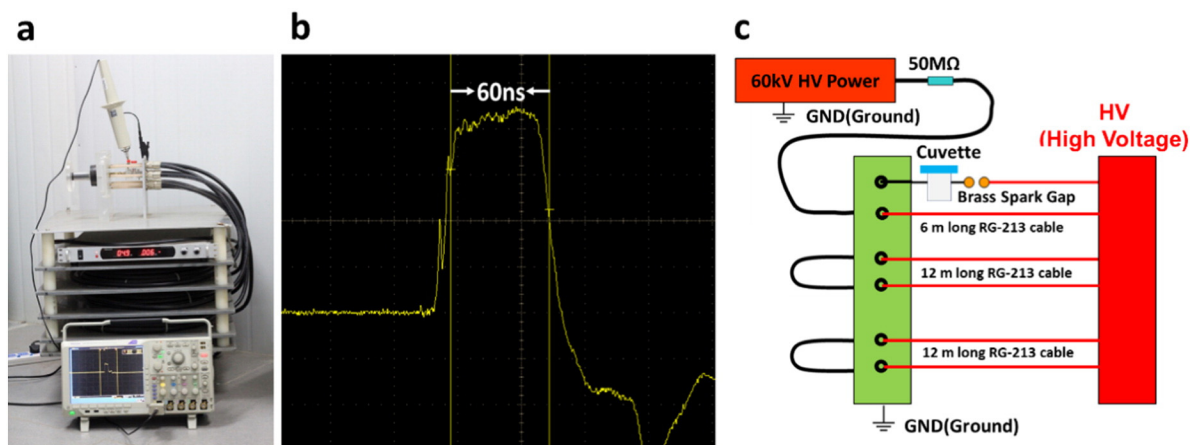 a
b
c
60ns
50MΩ
60kV HV Power
GND(Ground)
HV
(High Voltage)
Cuvette
Brass Spark Gap
6 m long RG-213 cable
12 m long RG-213 cable
12 m long RG-213 cable
GND(Ground)